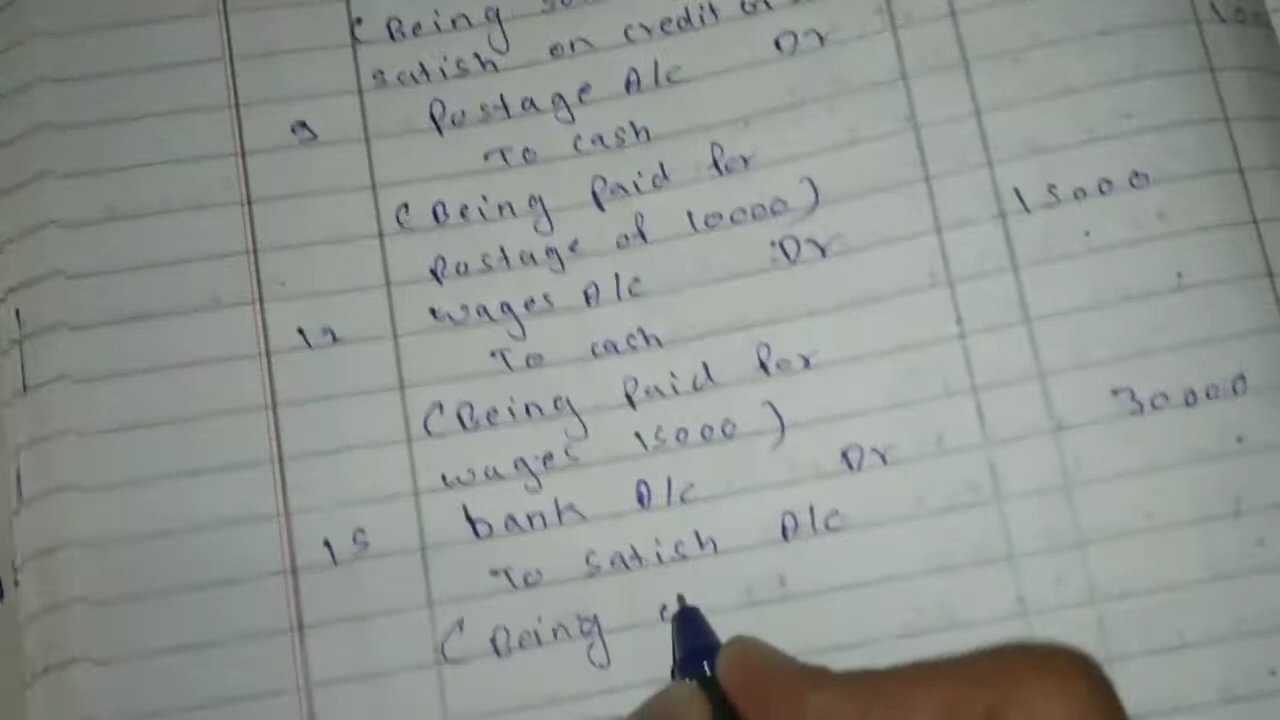 (Being
satish on credit
9 Postage A/c Dr
To cash
(Being Paid for
Postage of 10000)
wages A/c Dr 15000
To cash
(Being Paid for
wages 15000)
15 bank A/c Dr 30000
To satish A/c
(Being